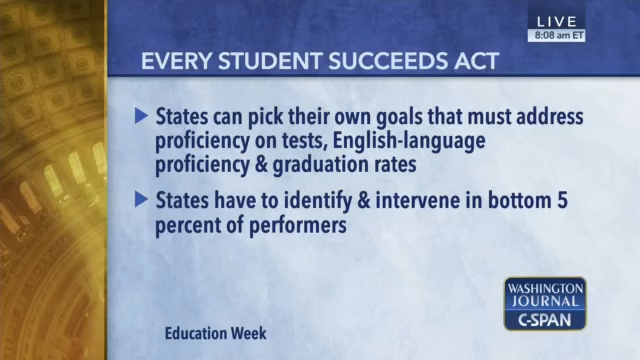 LIVE
8:08 am ET
EVERY STUDENT SUCCEEDS ACT
▶ States can pick their own goals that must address
proficiency on tests, English-language
proficiency & graduation rates
▶ States have to identify & intervene in bottom 5
percent of performers
WASHINGTON
JOURNAL
C-SPAN
Education Week